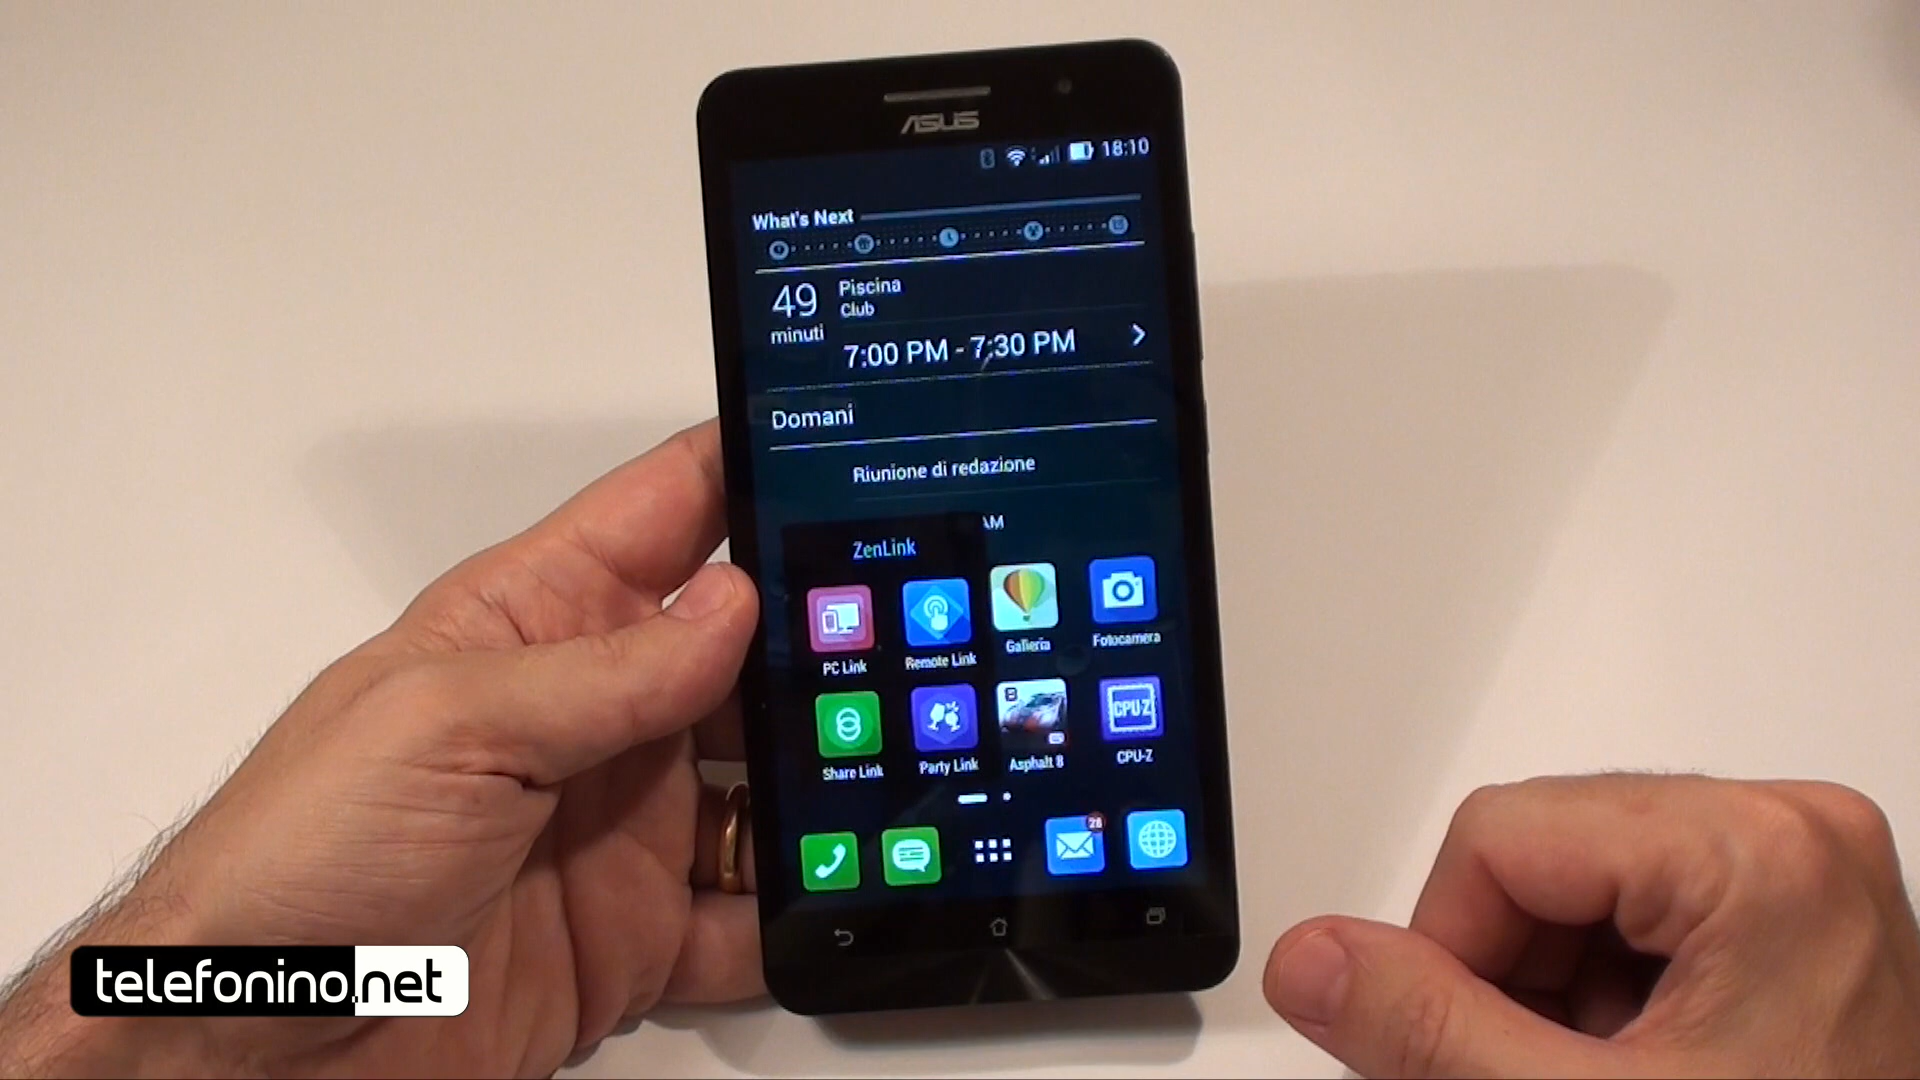 ASUS
18:10
What's Next
49
minuti
Piscina
Club
7:00 PM - 7:30 PM
Domani
Riunione di redazione
AM
ZenLink
PC Link
Remote Link
Galleria
Fotocamera
Share Link
Party Link
Asphalt 8
CPU-Z
CPU-Z
telefonino.net